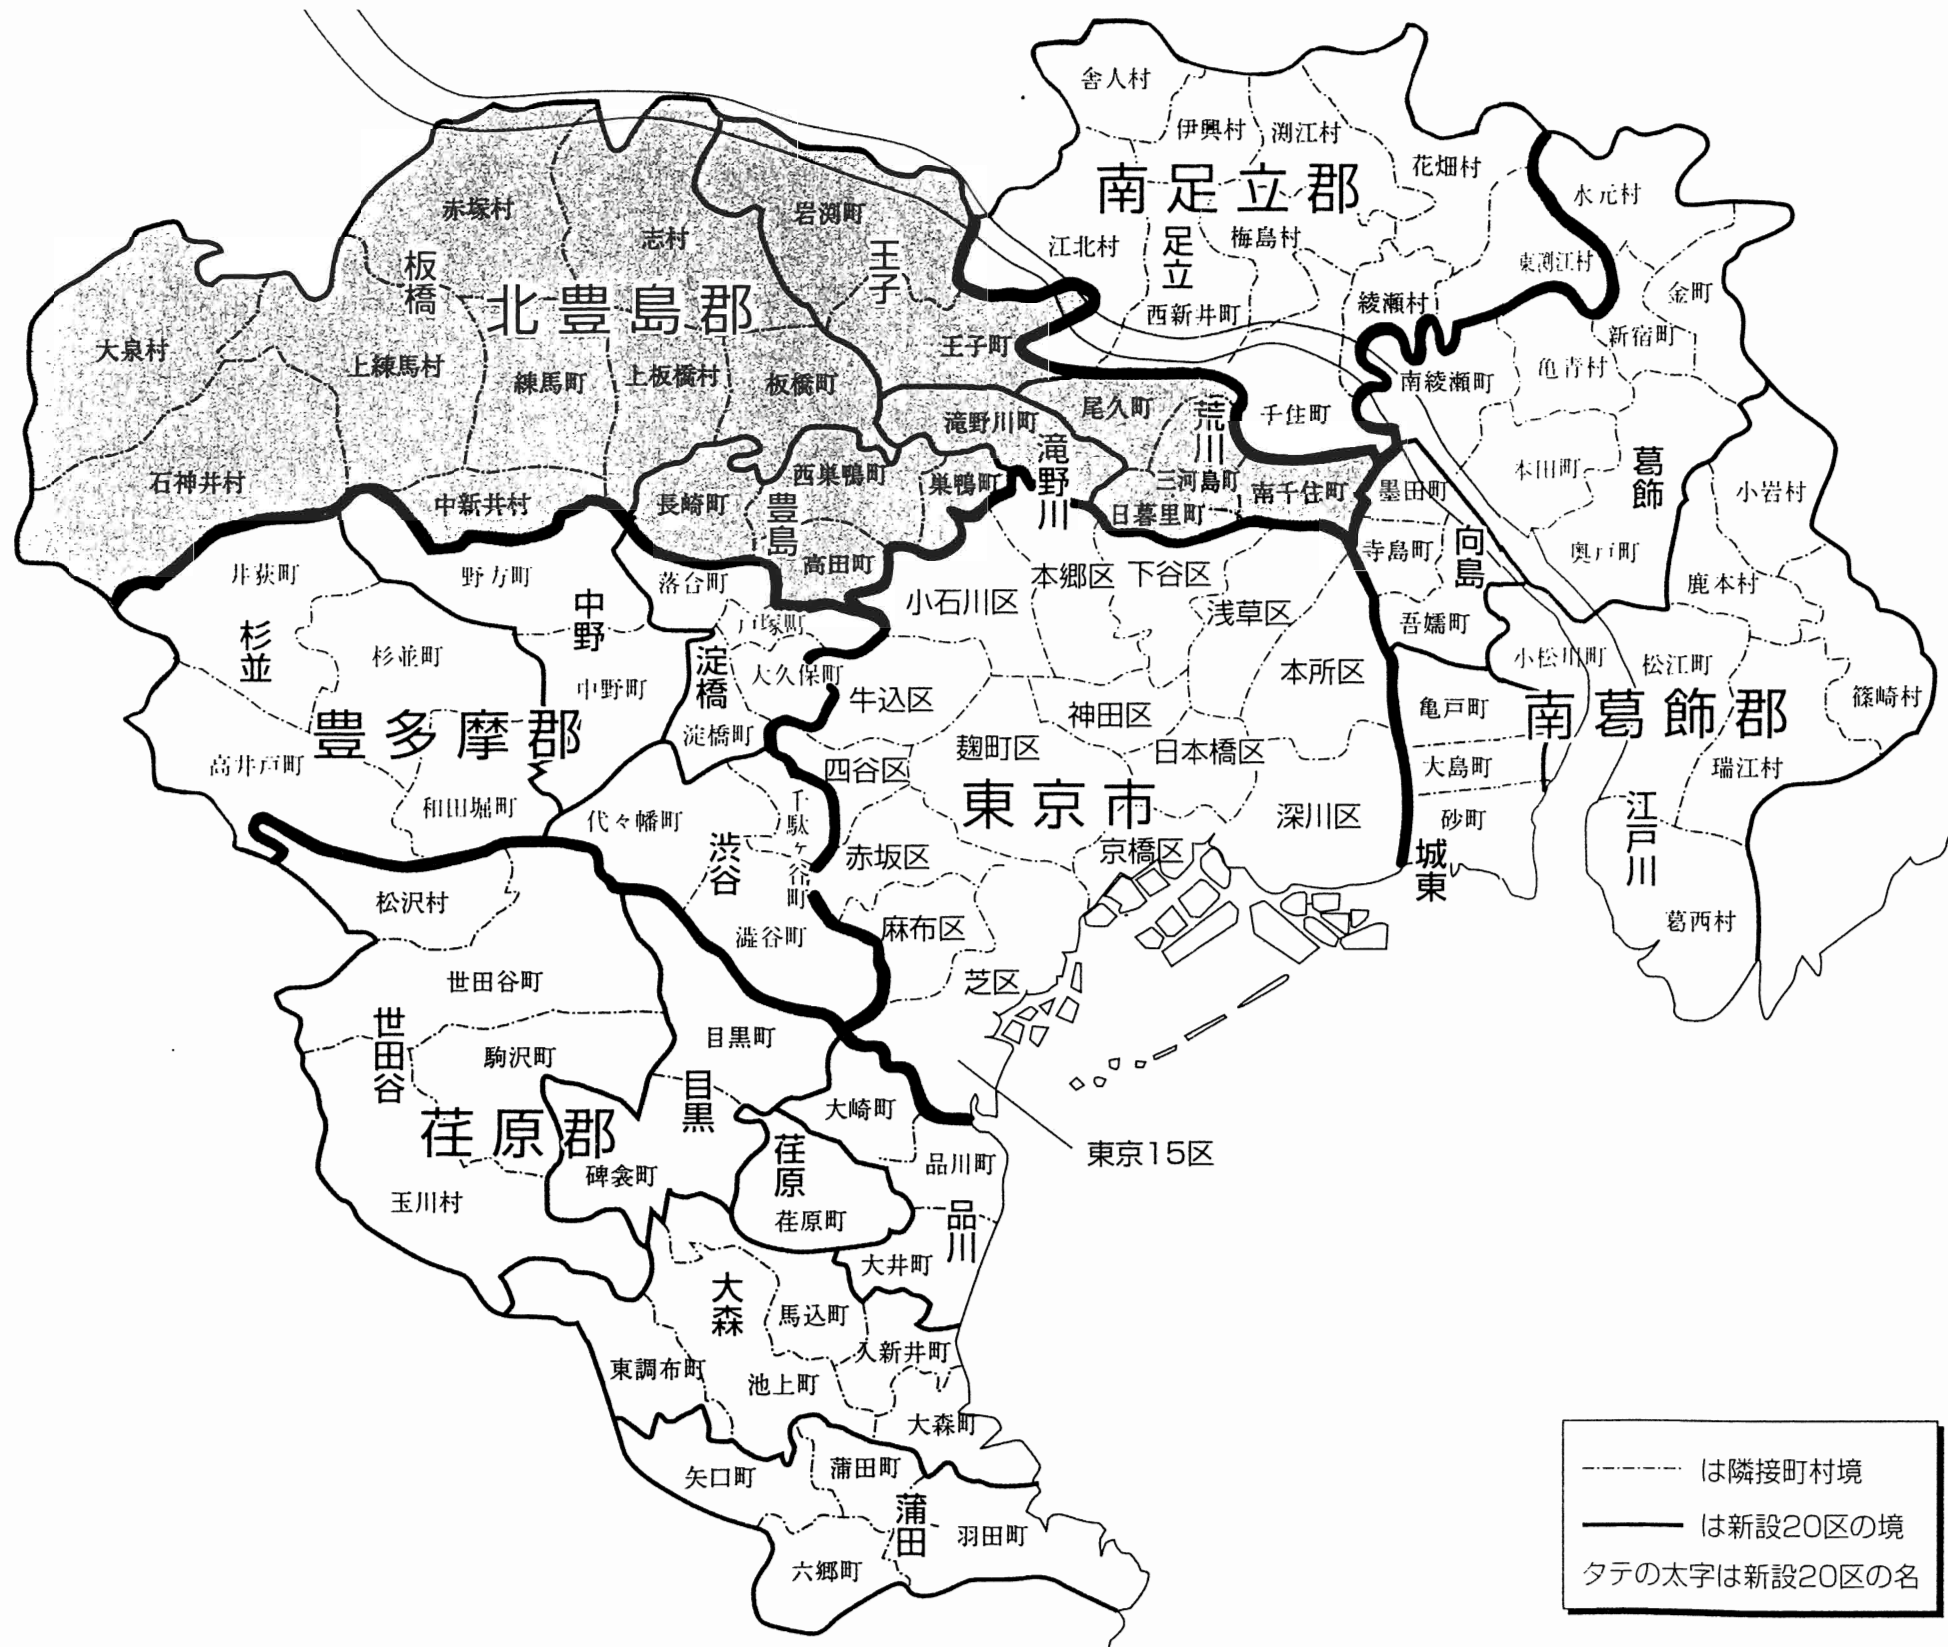 舎人村
伊興村
渕江村
花畑村
水元村
南足立郡
赤塚村
志村
岩渕町
王子
江北村
足立
梅島村
東渕江村
板橋
北豊島郡
西新井町
綾瀬村
金町
大泉村
上練馬村
練馬町
上板橋村
板橋町
王子町
南綾瀬町
亀青村
新宿町
滝野川町
尾久町
荒川
千住町
石神井村
中新井村
長崎町
西巣鴨町
巣鴨町
滝野川
三河島町
南千住町
墨田町
本田町
葛飾
小岩村
豊島
高田町
日暮里町
寺島町
向島
奥戸町
井荻町
野方町
落合町
小石川区
本郷区
下谷区
浅草区
鹿本村
杉並
杉並町
中野
戸塚町
吾嬬町
淀橋
大久保町
中野町
牛込区
本所区
小松川町
松江町
篠崎村
豊多摩郡
淀橋町
麹町区
神田区
日本橋区
亀戸町
南葛飾郡
高井戸町
和田堀町
代々幡町
千駄ヶ谷町
四谷区
東京市
大島町
瑞江村
渋谷
赤坂区
京橋区
深川区
砂町
城東
江戸川
松沢村
澁谷町
麻布区
葛西村
世田谷町
芝区
世田谷
駒沢町
目黒町
目黒
荏原郡
大崎町
東京15区
碑衾町
荏原
品川町
玉川村
荏原町
品川
大井町
大森
馬込町
入新井町
東調布町
池上町
大森町
矢口町
蒲田町
蒲田
羽田町
六郷町
は隣接町村境
は新設20区の境
タテの太字は新設20区の名